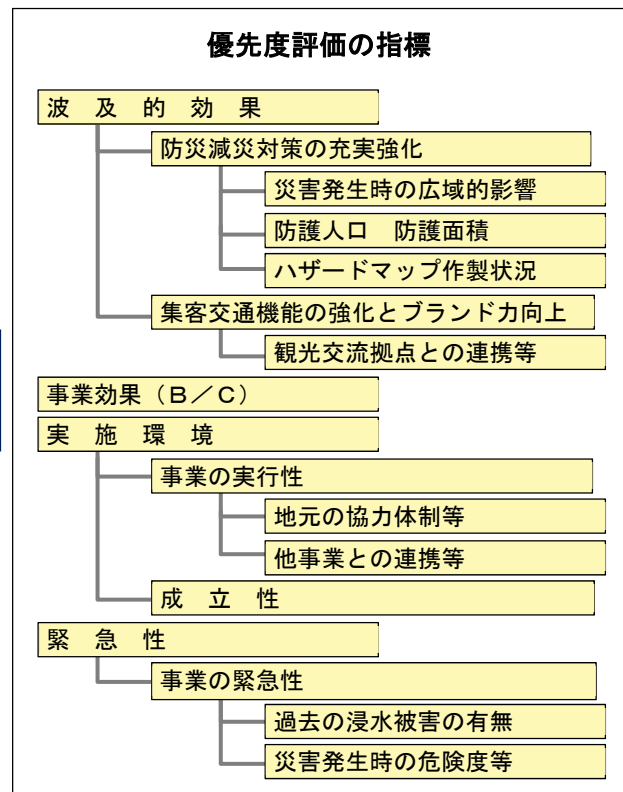 優先度評価の指標
波 及 的 効 果
防災減災対策の充実強化
災害発生時の広域的影響
防護人口 防護面積
ハザードマップ作製状況
集客交通機能の強化とブランド力向上
観光交流拠点との連携等
事業効果（B／C）
実 施 環 境
事業の実行性
地元の協力体制等
他事業との連携等
成 立 性
緊 急 性
事業の緊急性
過去の浸水被害の有無
災害発生時の危険度等